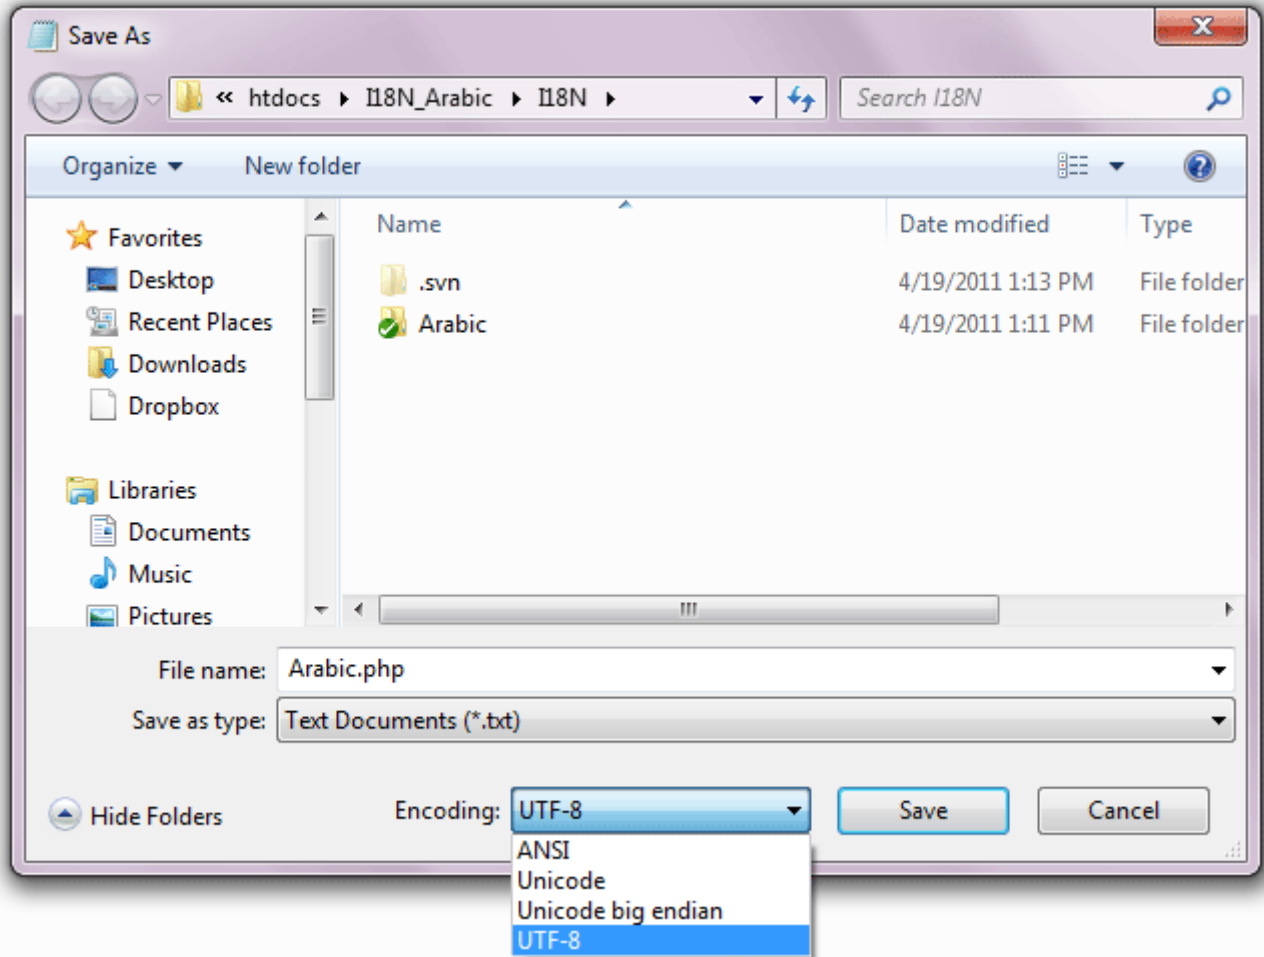 Save As
« htdocs I18N_Arabic I18N
Search I18N
Organize New folder
Name Date modified Type
Favorites
Desktop
Recent Places
Downloads
Dropbox
Libraries
Documents
Music
Pictures
.svn 4/19/2011 1:13 PM File folder
Arabic 4/19/2011 1:11 PM File folder
File name: Arabic.php
Save as type: Text Documents (*.txt)
Hide Folders Encoding: UTF-8 Save Cancel
ANSI
Unicode
Unicode big endian
UTF-8